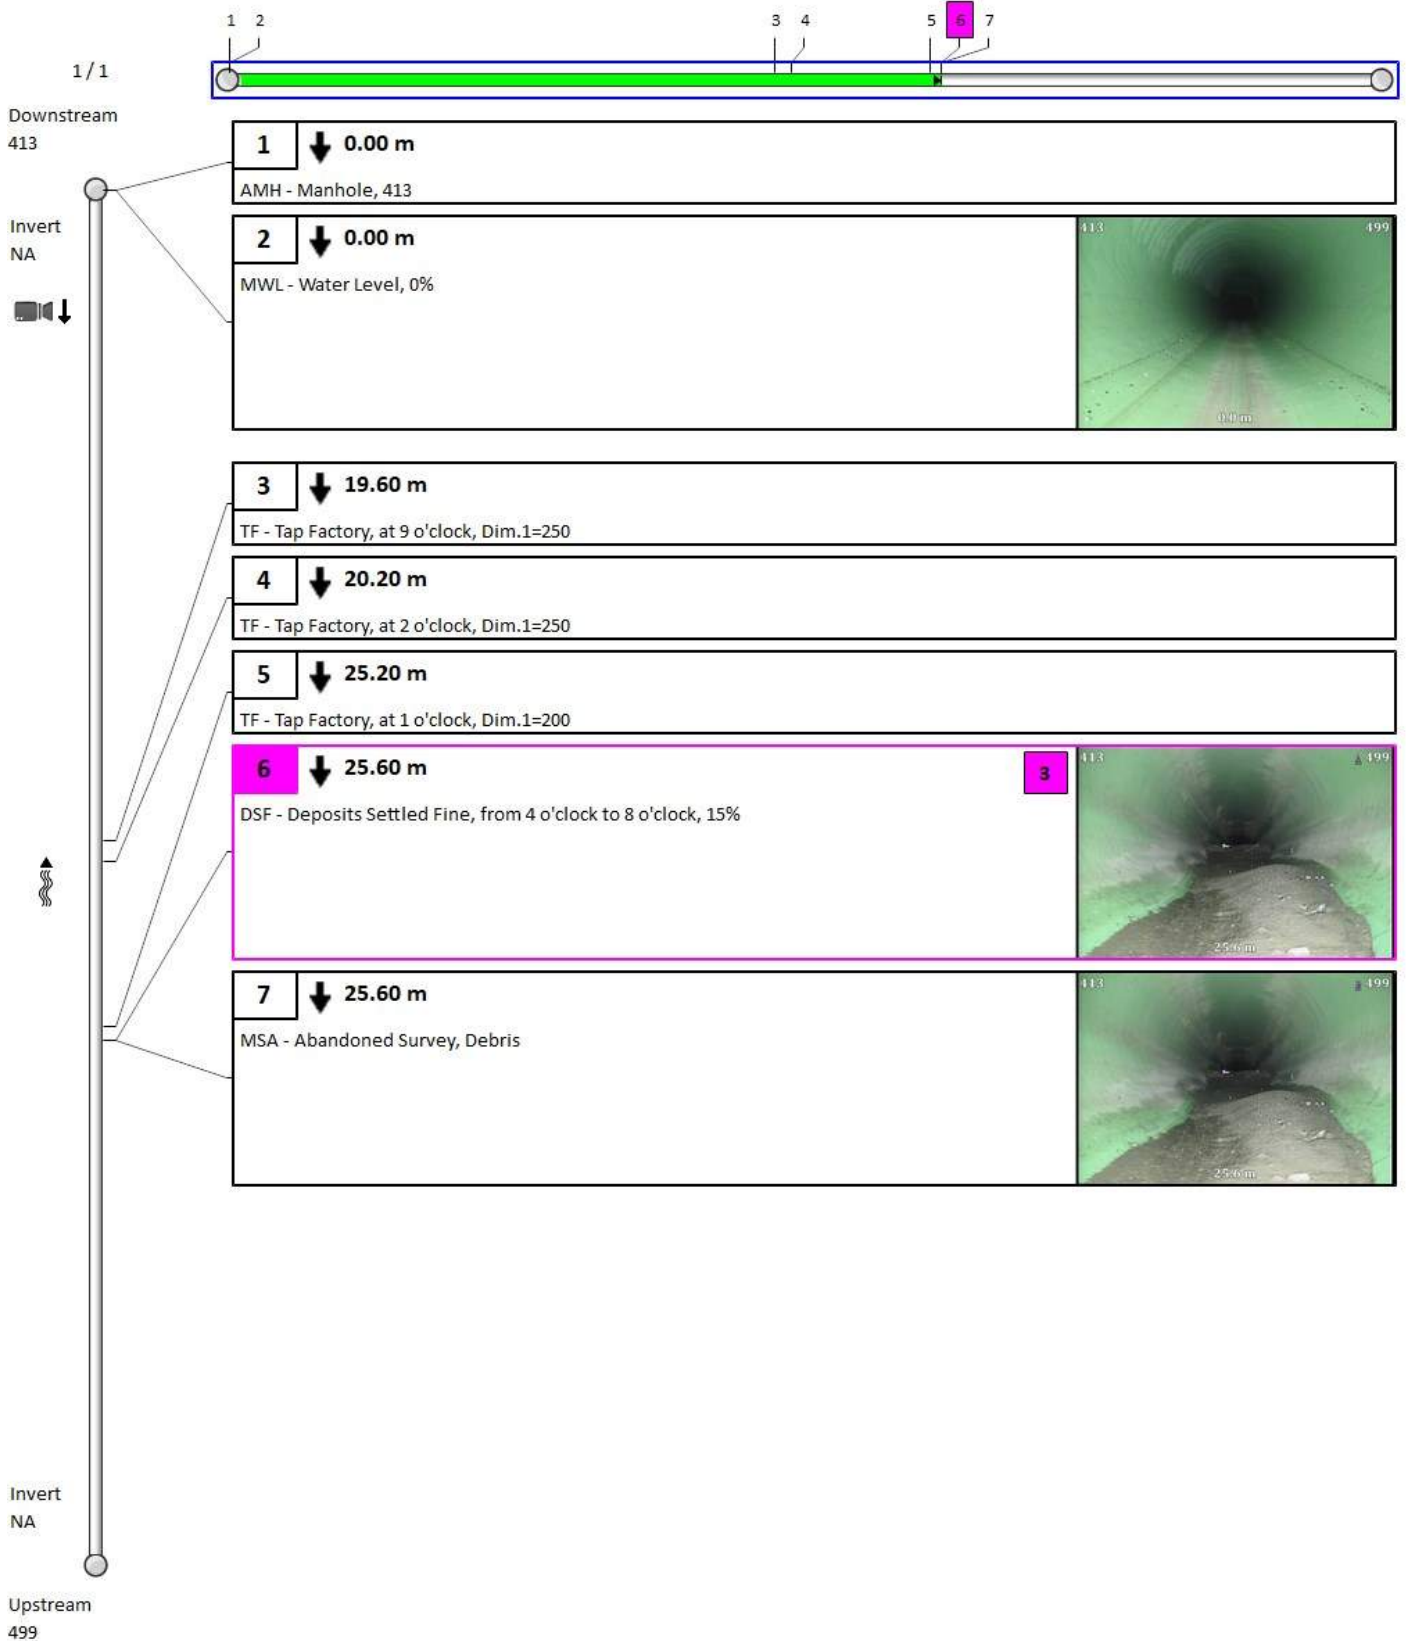 1 2 3 4 5 6 7
1 / 1
Downstream
413
1 0.00 m
AMH - Manhole, 413
Invert
NA
2 0.00 m
MWL - Water Level, 0%
413 499
0.0 m
3 19.60 m
TF - Tap Factory, at 9 o'clock, Dim.1=250
4 20.20 m
TF - Tap Factory, at 2 o'clock, Dim.1=250
5 25.20 m
TF - Tap Factory, at 1 o'clock, Dim.1=200
6 25.60 m 3
DSF - Deposits Settled Fine, from 4 o'clock to 8 o'clock, 15%
413 499
25.6 m
7 25.60 m
MSA - Abandoned Survey, Debris
413 499
25.6 m
Invert
NA
Upstream
499